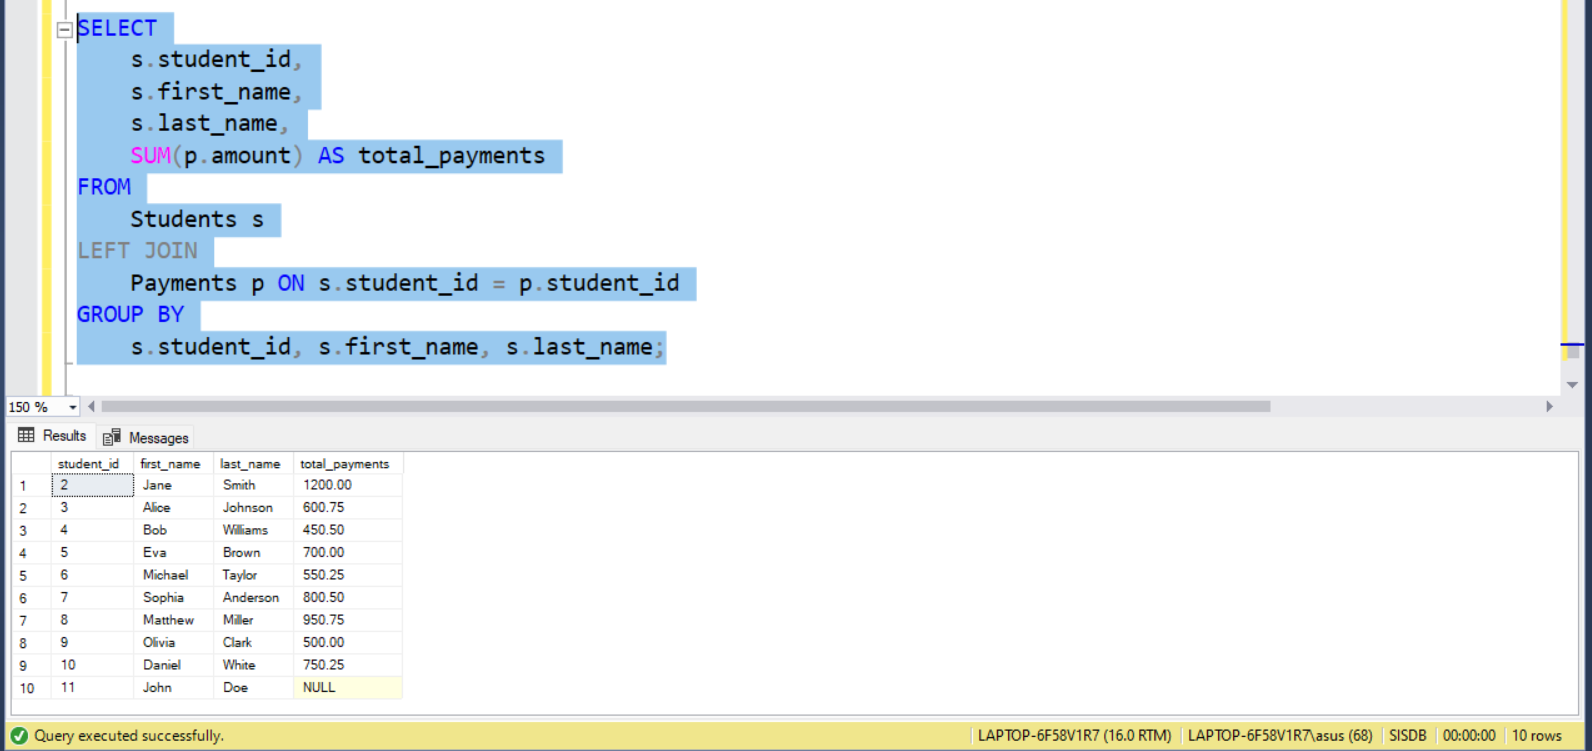 SELECT
s.student_id,
s.first_name,
s.last_name,
SUM(p.amount) AS total_payments
FROM
Students s
LEFT JOIN
Payments p ON s.student_id = p.student_id
GROUP BY
s.student_id, s.first_name, s.last_name;
150 %
Results Messages
student_id first_name last_name total_payments
1 2 Jane Smith 1200.00
2 3 Alice Johnson 600.75
3 4 Bob Williams 450.50
4 5 Eva Brown 700.00
5 6 Michael Taylor 550.25
6 7 Sophia Anderson 800.50
7 8 Matthew Miller 950.75
8 9 Olivia Clark 500.00
9 10 Daniel White 750.25
10 11 John Doe NULL
Query executed successfully. LAPTOP-6F58V1R7 (16.0 RTM) LAPTOP-6F58V1R7\asus (68) SISDB 00:00:00 10 rows